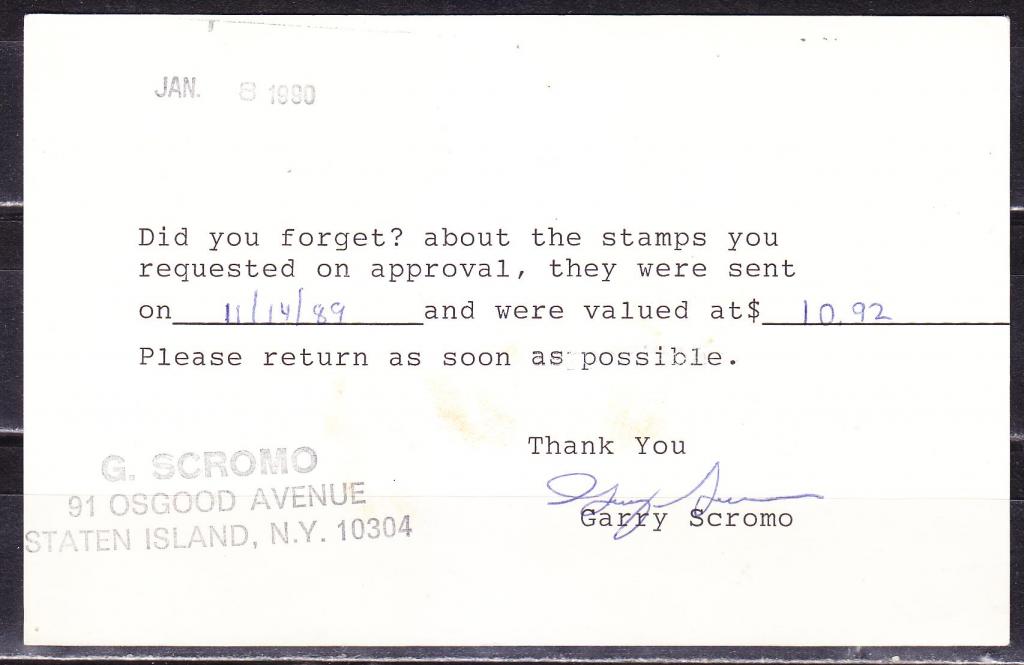 JAN. 8 1990
Did you forget? about the stamps you
requested on approval, they were sent
on 11/14/89 and were valued at$ 10.92
Please return as soon as possible.
Thank You
Garry Scromo
G. SCROMO
91 OSGOOD AVENUE
STATEN ISLAND, N.Y. 10304